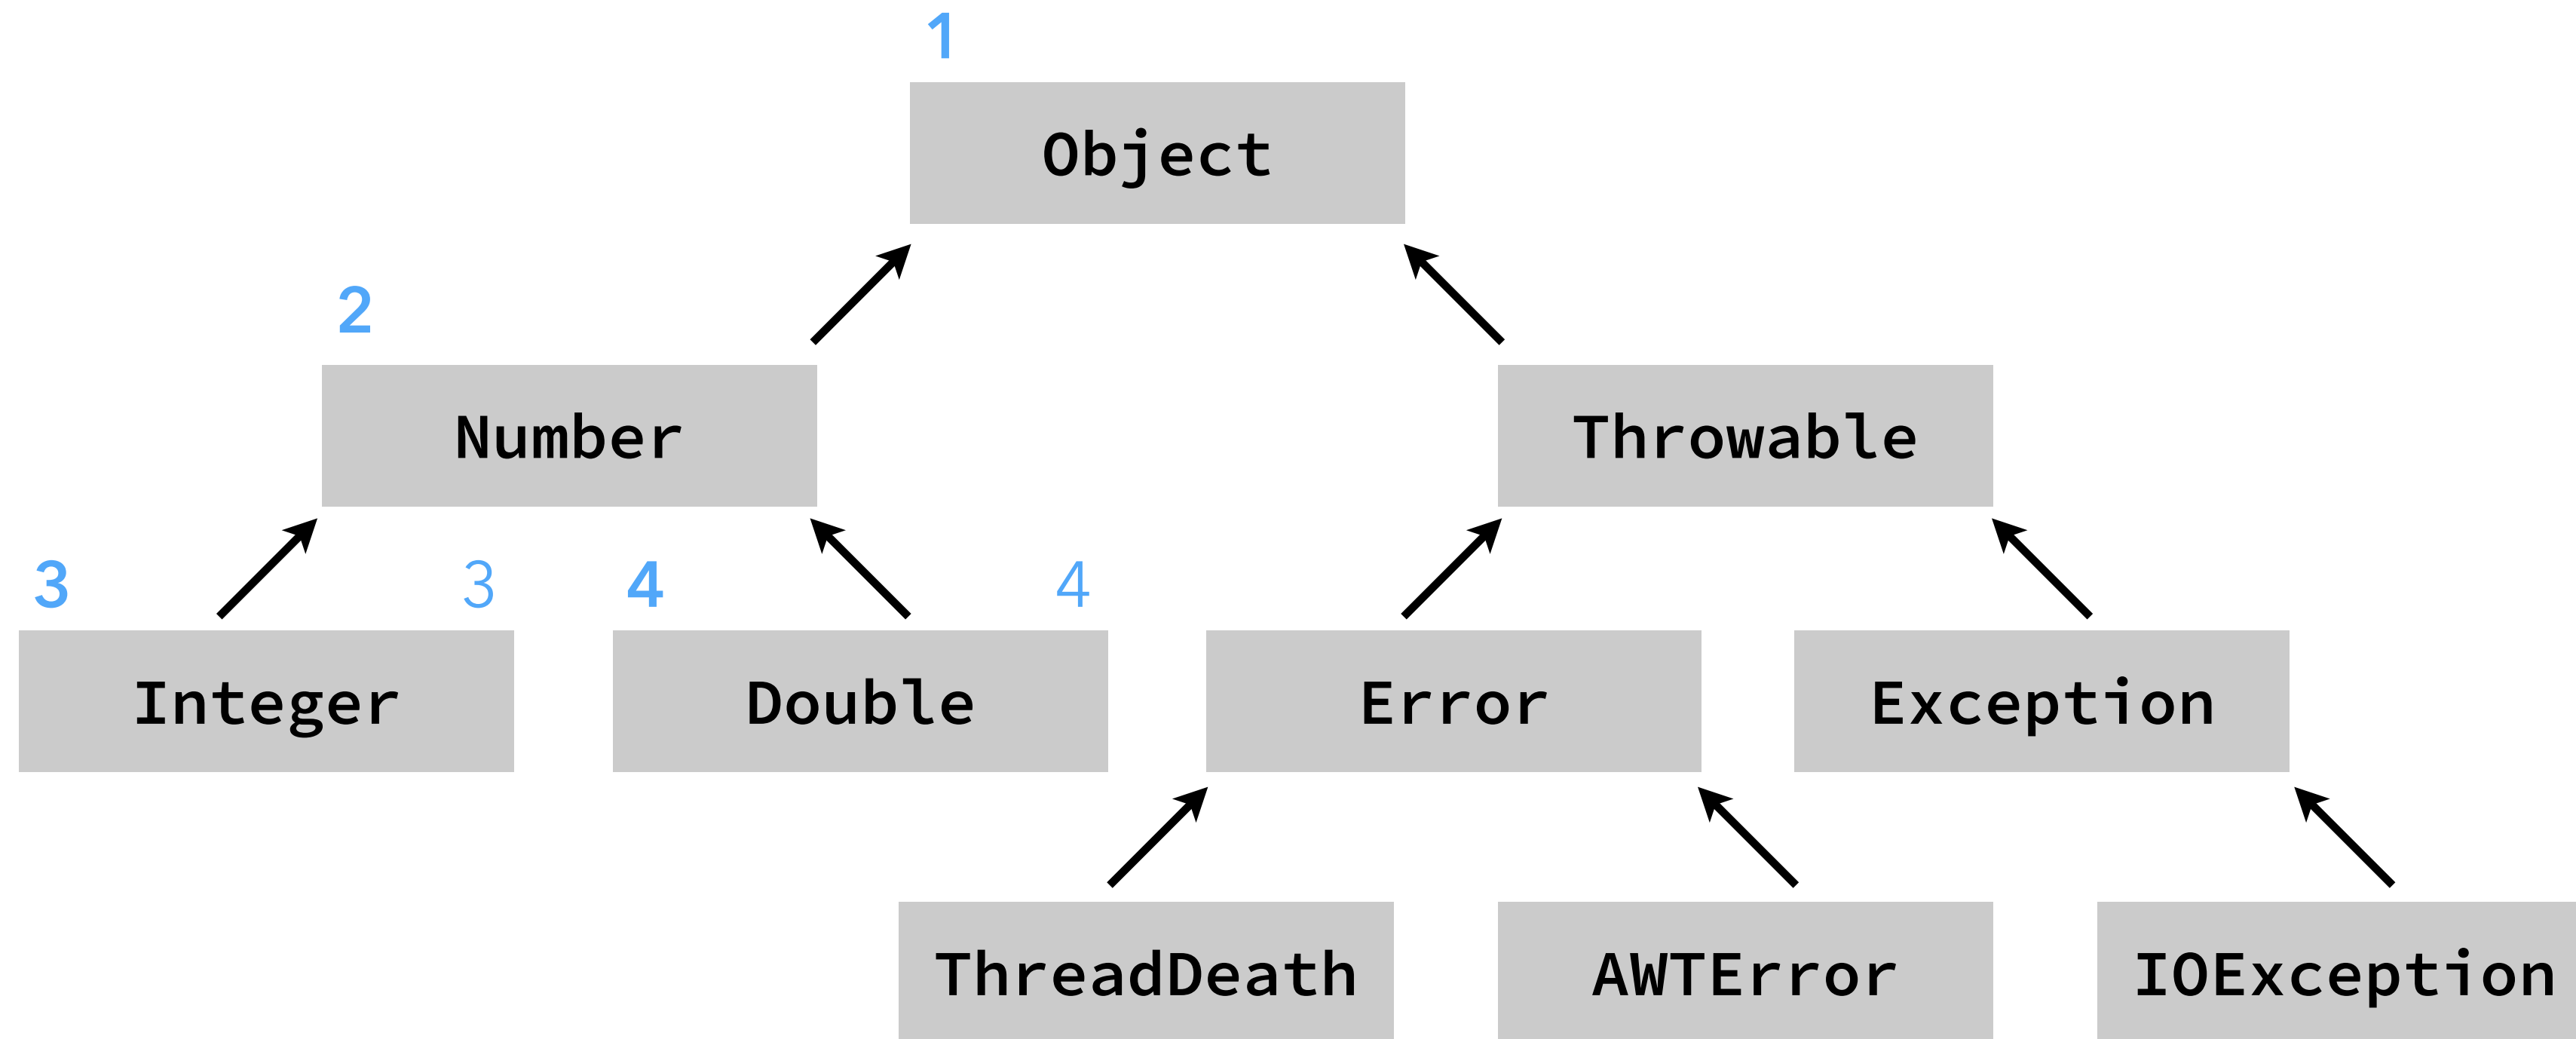 1
Object
2
Number
Throwable
3 3 4 4
Integer
Double
Error
Exception
ThreadDeath
AWTError
IOException